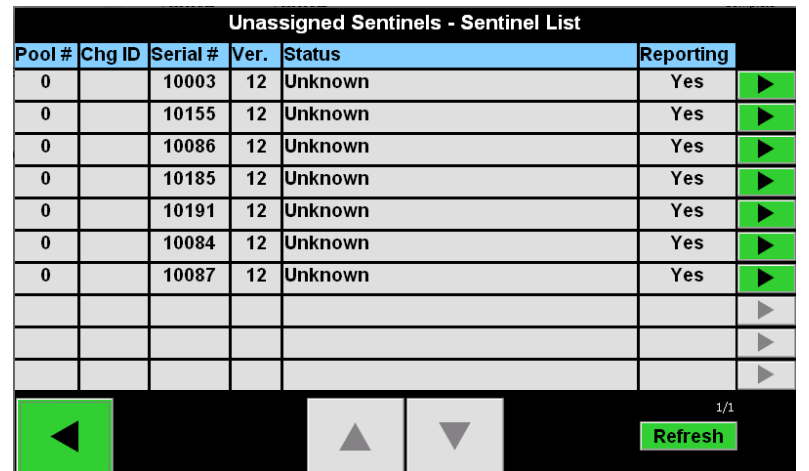 Unassigned Sentinels - Sentinel List
Pool # Chg ID Serial # Ver. Status Reporting
0 10003 12 Unknown Yes
0 10155 12 Unknown Yes
0 10086 12 Unknown Yes
0 10185 12 Unknown Yes
0 10191 12 Unknown Yes
0 10084 12 Unknown Yes
0 10087 12 Unknown Yes
1/1
Refresh